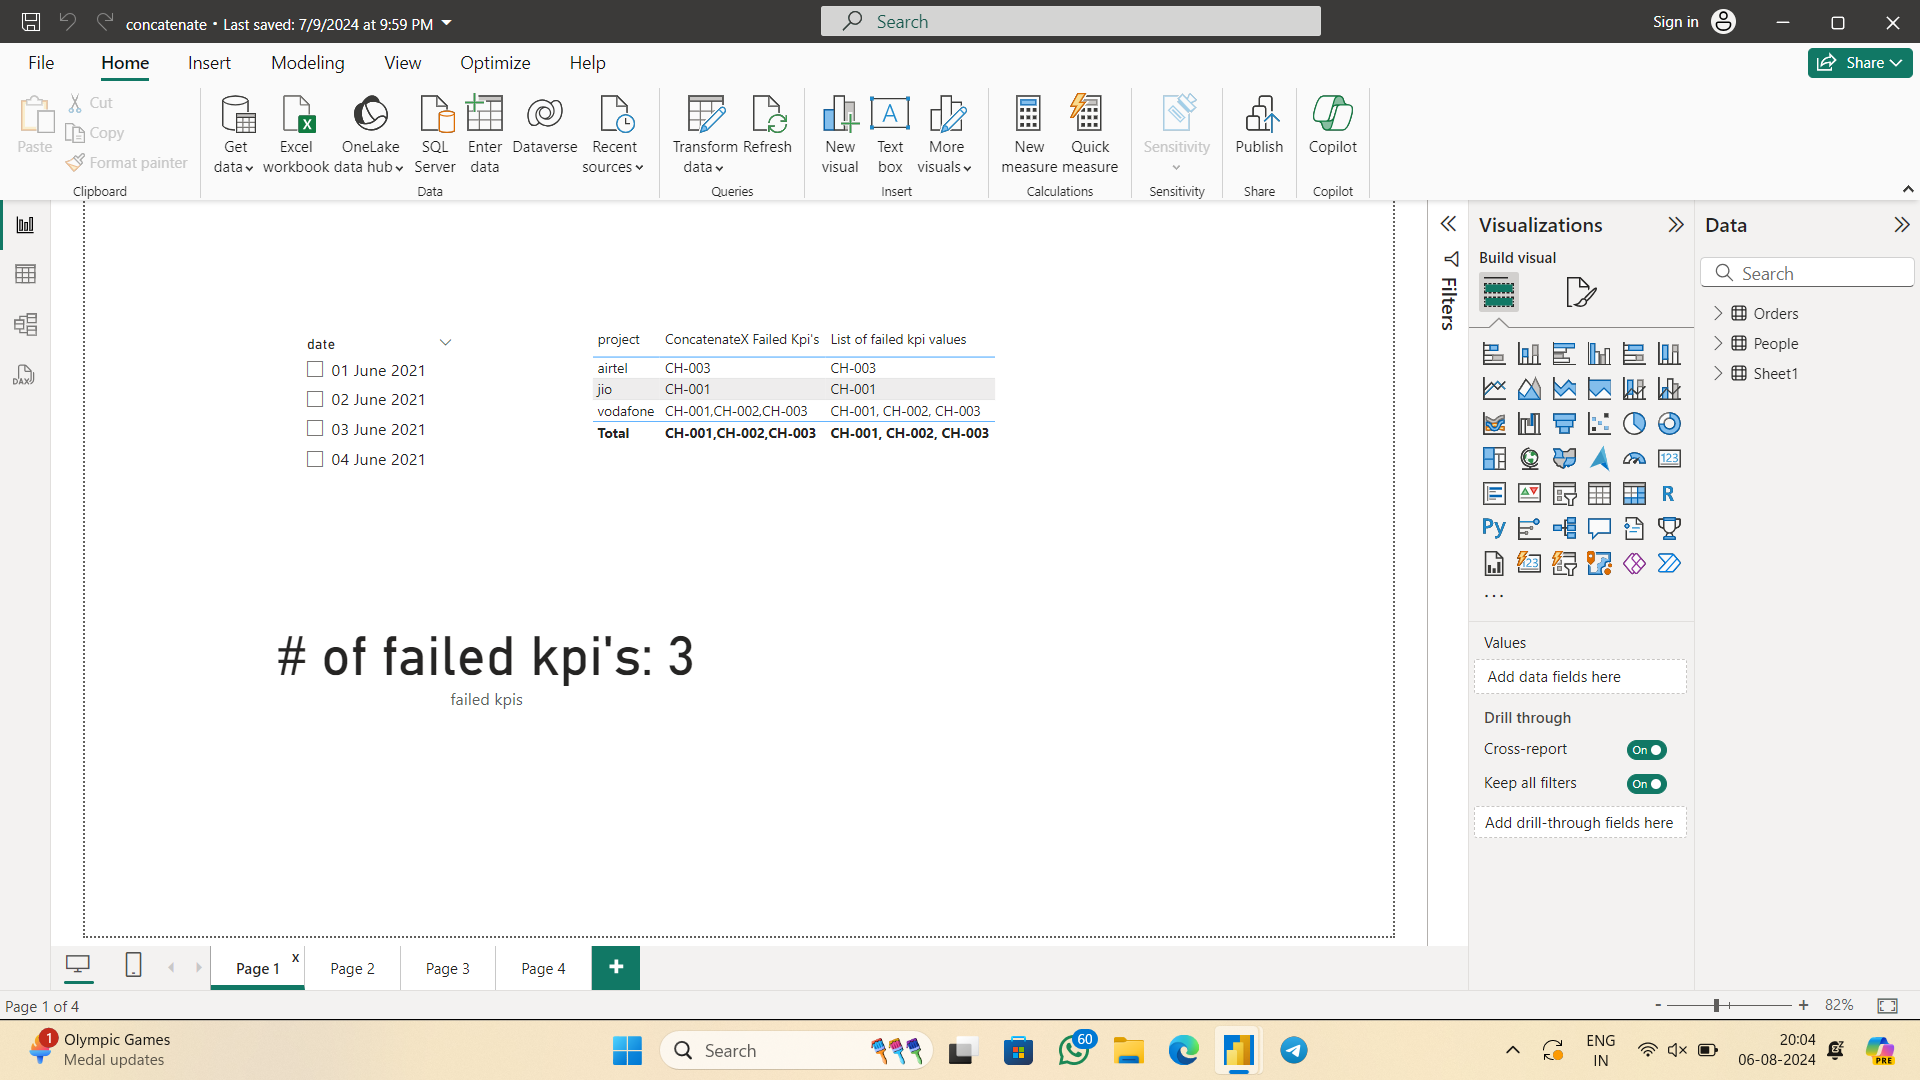 concatenate • Last saved: 7/9/2024 at 9:59 PM
Search
Sign in
File Home Insert Modeling View Optimize Help
Share
Paste
Cut
Copy
Format painter
Clipboard
Get data
Excel workbook
OneLake data hub
SQL Server
Enter data
Dataverse
Recent sources
Data
Transform data
Refresh
Queries
New visual
Text box
More visuals
Insert
New measure
Quick measure
Calculations
Sensitivity
Sensitivity
Publish
Share
Copilot
Copilot
date
01 June 2021
02 June 2021
03 June 2021
04 June 2021
project ConcatenateX Failed Kpi's List of failed kpi values
airtel CH-003 CH-003
jio CH-001 CH-001
vodafone CH-001,CH-002,CH-003 CH-001, CH-002, CH-003
Total CH-001,CH-002,CH-003 CH-001, CH-002, CH-003
# of failed kpi's: 3
failed kpis
Filters
Visualizations
Build visual
123
R
Py
123
...
Values
Add data fields here
Drill through
Cross-report On
Keep all filters On
Add drill-through fields here
Data
Search
Orders
People
Sheet1
DAX
Page 1 x
Page 2
Page 3
Page 4
+
Page 1 of 4
- + 82%
1
Olympic Games
Medal updates
Search
60
ENG
IN
20:04
06-08-2024
PRE